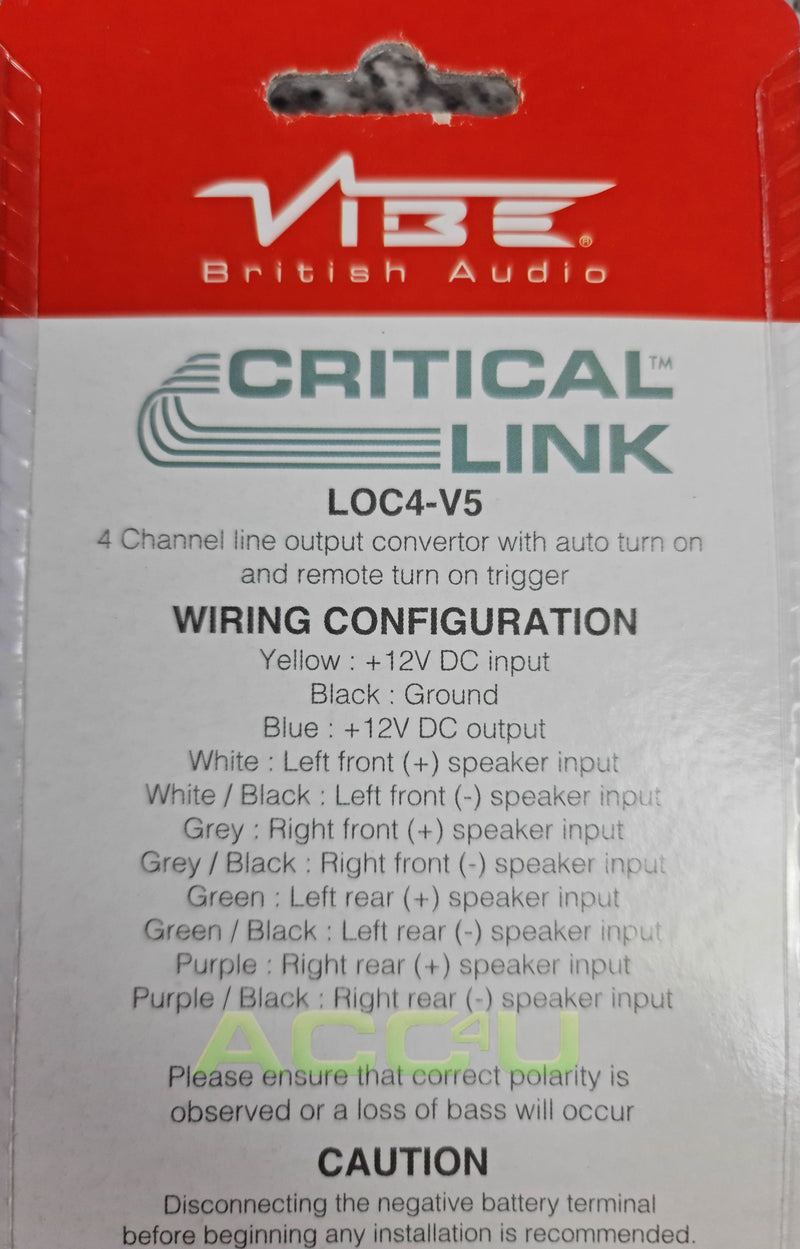 VIBE®
British Audio
CRITICAL™
LINK
LOC4-V5
4 Channel line output convertor with auto turn on
and remote turn on trigger
WIRING CONFIGURATION
Yellow : +12V DC input
Black : Ground
Blue : +12V DC output
White : Left front (+) speaker input
White / Black : Left front (-) speaker input
Grey : Right front (+) speaker input
Grey / Black : Right front (-) speaker input
Green : Left rear (+) speaker input
Green / Black : Left rear (-) speaker input
Purple : Right rear (+) speaker input
Purple / Black : Right rear (-) speaker input
ACC4U
Please ensure that correct polarity is
observed or a loss of bass will occur
CAUTION
Disconnecting the negative battery terminal
before beginning any installation is recommended.